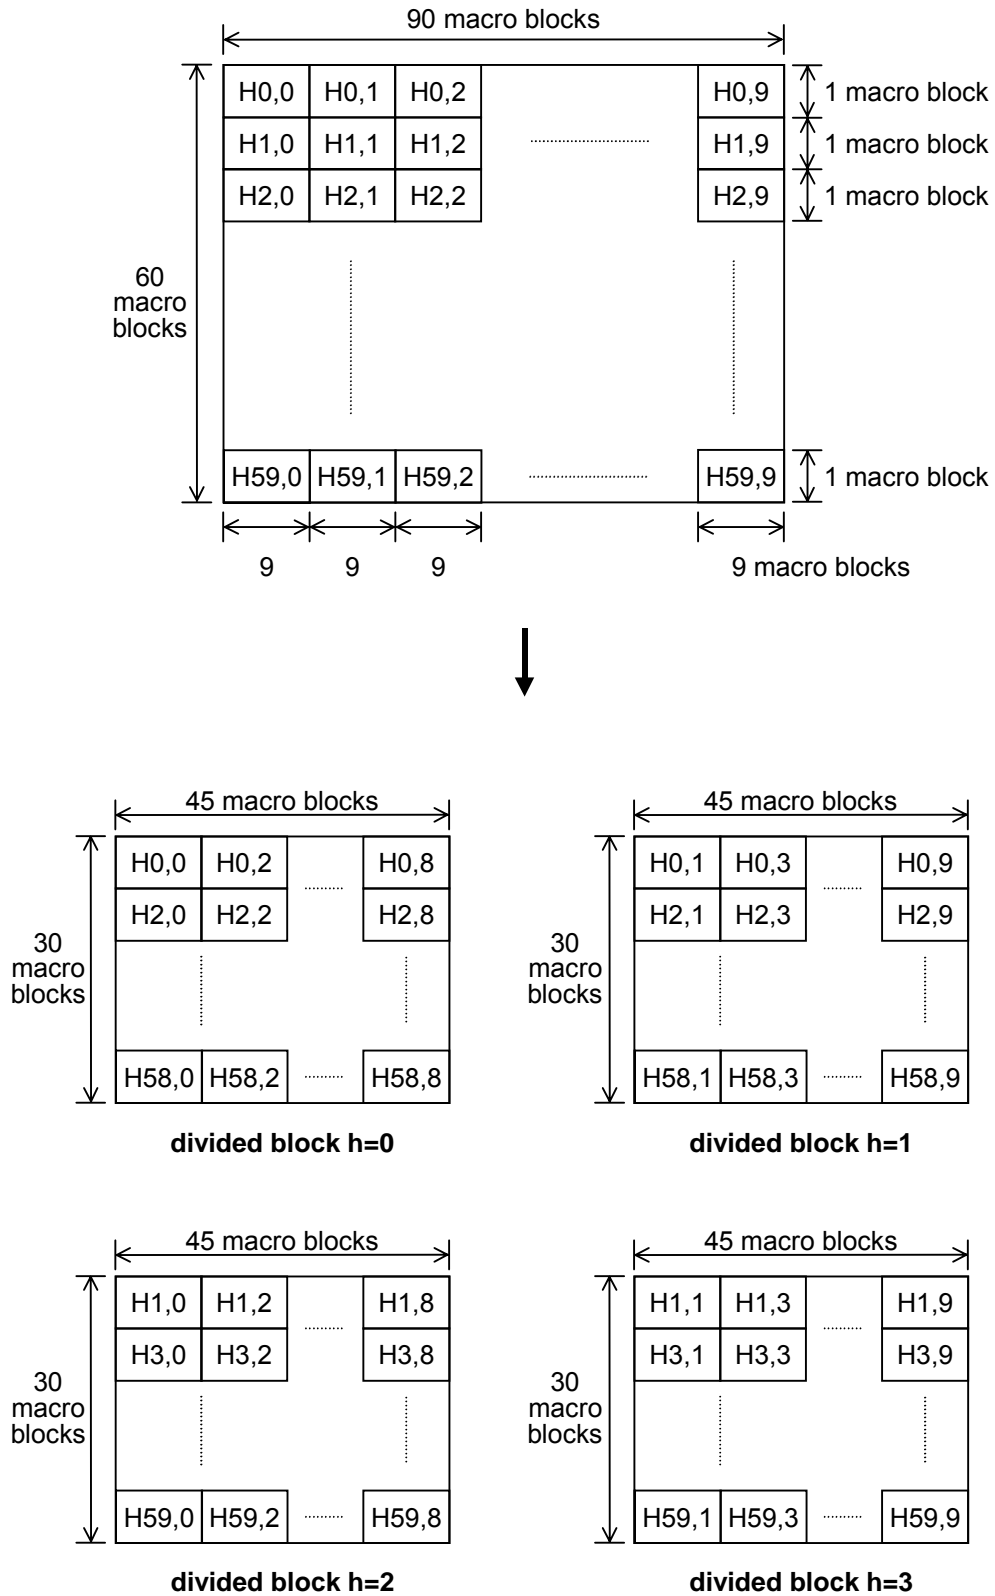 90 macro blocks
H0,0 H0,1 H0,2 H0,9 1 macro block
H1,0 H1,1 H1,2 H1,9 1 macro block
H2,0 H2,1 H2,2 H2,9 1 macro block
60
macro
blocks
H59,0 H59,1 H59,2 H59,9 1 macro block
9 9 9 9 macro blocks
45 macro blocks
H0,0 H0,2 H0,8
H2,0 H2,2 H2,8
30
macro
blocks
H58,0 H58,2 H58,8
divided block h=0
45 macro blocks
H0,1 H0,3 H0,9
H2,1 H2,3 H2,9
30
macro
blocks
H58,1 H58,3 H58,9
divided block h=1
45 macro blocks
H1,0 H1,2 H1,8
H3,0 H3,2 H3,8
30
macro
blocks
H59,0 H59,2 H59,8
divided block h=2
45 macro blocks
H1,1 H1,3 H1,9
H3,1 H3,3 H3,9
30
macro
blocks
H59,1 H59,3 H59,9
divided block h=3